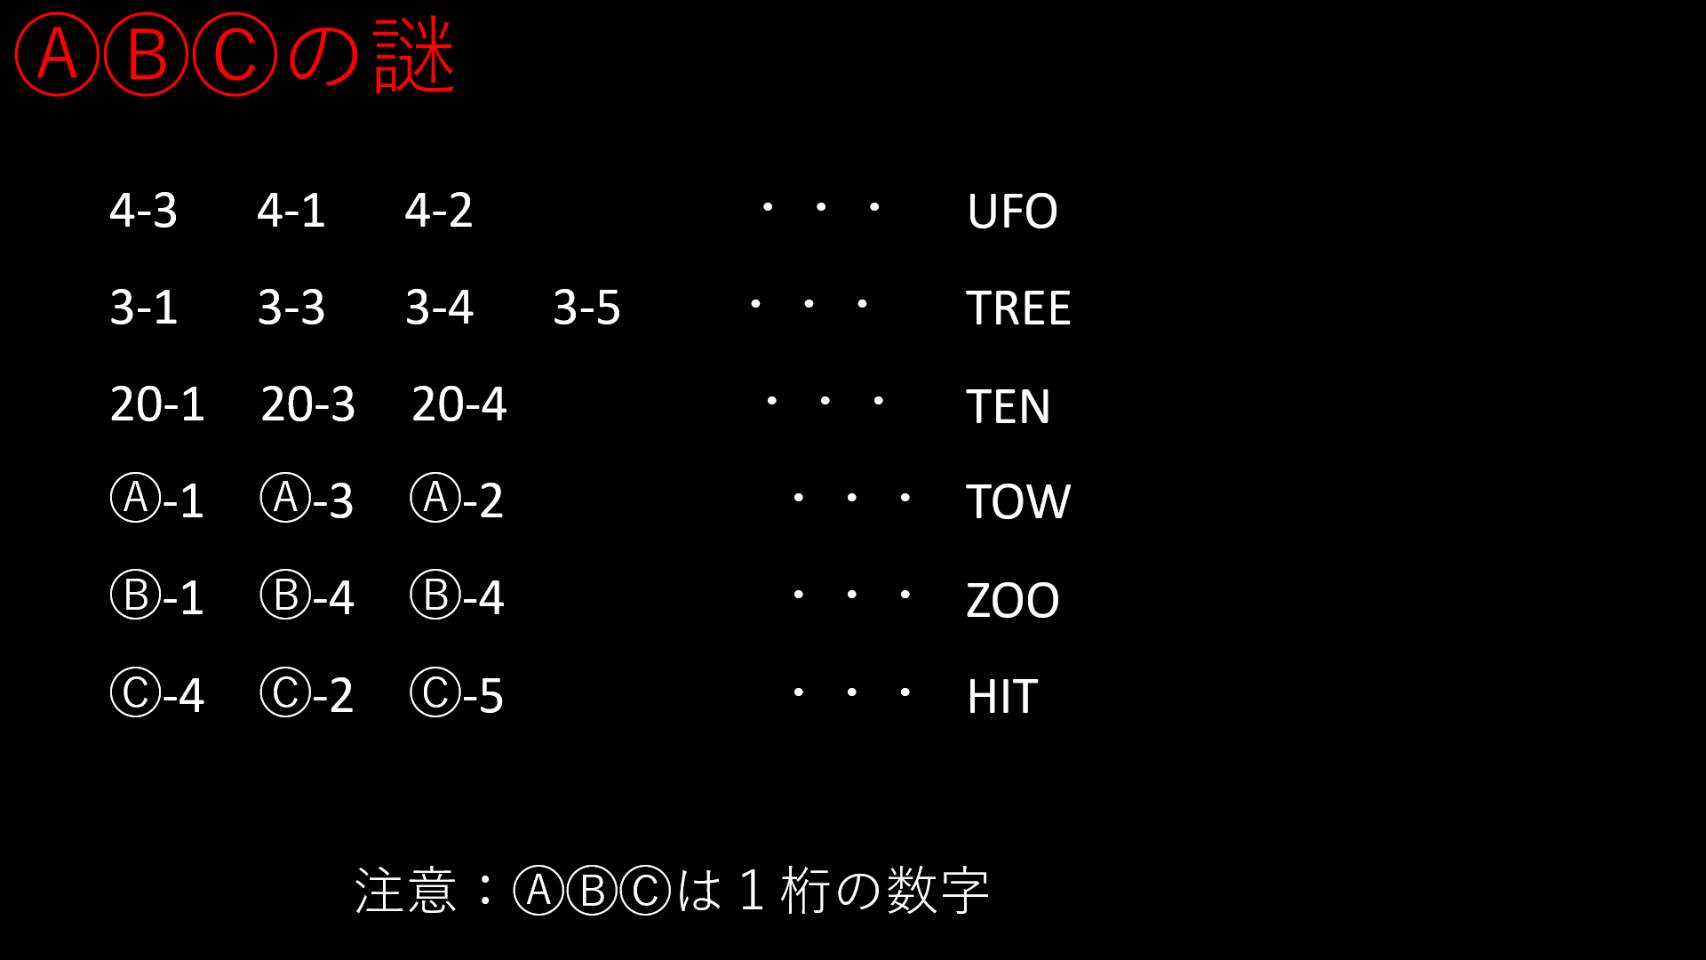 ⒶⒷⒸの謎
4-3 4-1 4-2 ・・・ UFO
3-1 3-3 3-4 3-5 ・・・ TREE
20-1 20-3 20-4 ・・・ TEN
Ⓐ-1 Ⓐ-3 Ⓐ-2 ・・・ TOW
Ⓑ-1 Ⓑ-4 Ⓑ-4 ・・・ ZOO
Ⓒ-4 Ⓒ-2 Ⓒ-5 ・・・ HIT
注意：ⒶⒷⒸは１桁の数字